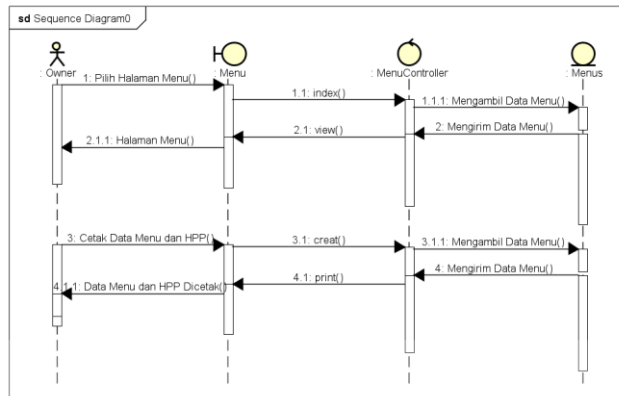 sd Sequence Diagram0
: Owner
: Menu
: MenuController
: Menus
1: Pilih Halaman Menu()
1.1: index()
1.1.1: Mengambil Data Menu()
2: Mengirim Data Menu()
2.1: view()
2.1.1: Halaman Menu()
3: Cetak Data Menu dan HPP()
3.1: creat()
3.1.1: Mengambil Data Menu()
4: Mengirim Data Menu()
4.1: print()
4.1.1: Data Menu dan HPP Dicetak()